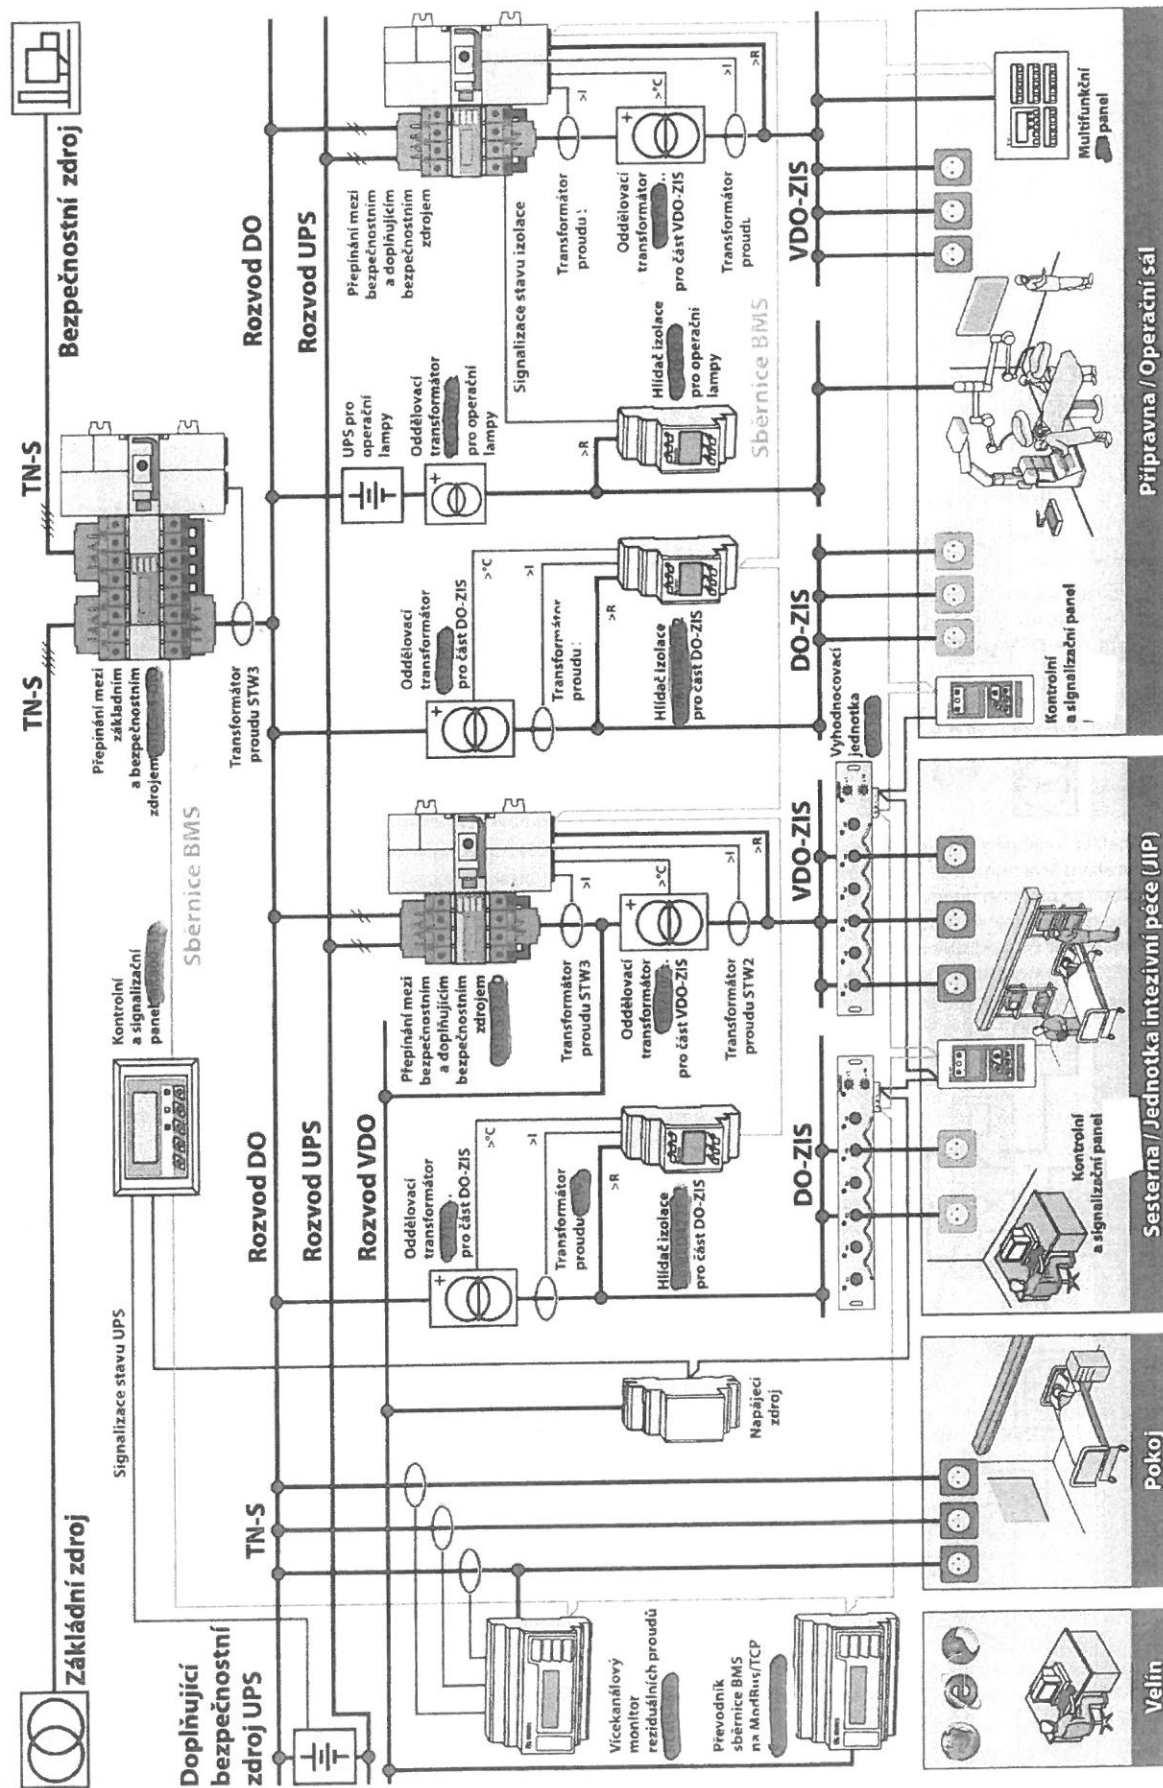 Základní zdroj
TN-S
TN-S
Bezpečnostní zdroj
Signalizace stavu UPS
Kontrolní
a signalizační
panel
Sběrnice BMS
Přepínání mezi
základním
a bezpečnostním
zdrojem
Transformátor
proudu STW3
Doplňující
bezpečnostní
zdroj UPS
TN-S
Rozvod DO
Rozvod UPS
Rozvod VDO
Rozvod DO
Rozvod UPS
Oddělovací
transformátor
pro část DO-ZIS
>°C
>I
Transformátor
proudu
>R
Hlídač izolace
pro část DO-ZIS
Přepínání mezi
bezpečnostním
a doplňujícím
bezpečnostním
zdrojem
>I
Transformátor
proudu STW3
>°C
Oddělovací
transformátor
pro část VDO-ZIS
>I
>R
Transformátor
proudu STW2
Oddělovací
transformátor
pro část DO-ZIS
>°C
>I
Transformátor
proudu
>R
Hlídač izolace
pro část DO-ZIS
UPS pro
operační
lampy
Oddělovací
transformátor
pro operační
lampy
Signalizace stavu izolace
>R
Hlídač izolace
pro operační
lampy
Sběrnice BMS
Přepínání mezi
bezpečnostním
a doplňujícím
bezpečnostním
zdrojem
>I
Transformátor
proudu
>°C
Oddělovací
transformátor
pro část VDO-ZIS
>I
>R
Transformátor
proudu
Vícekanálový
monitor
reziduálních proudů
Převodník
sběrnice BMS
na ModBus/TCP
Napájecí
zdroj
DO-ZIS
VDO-ZIS
DO-ZIS
VDO-ZIS
Vyhodnocovací
jednotka
Kontrolní
a signalizační panel
Kontrolní
a signalizační panel
Multifunkční
panel
Velín
Pokoj
Sesterna / Jednotka intezivní péče (JIP)
Přípravna / Operační sál